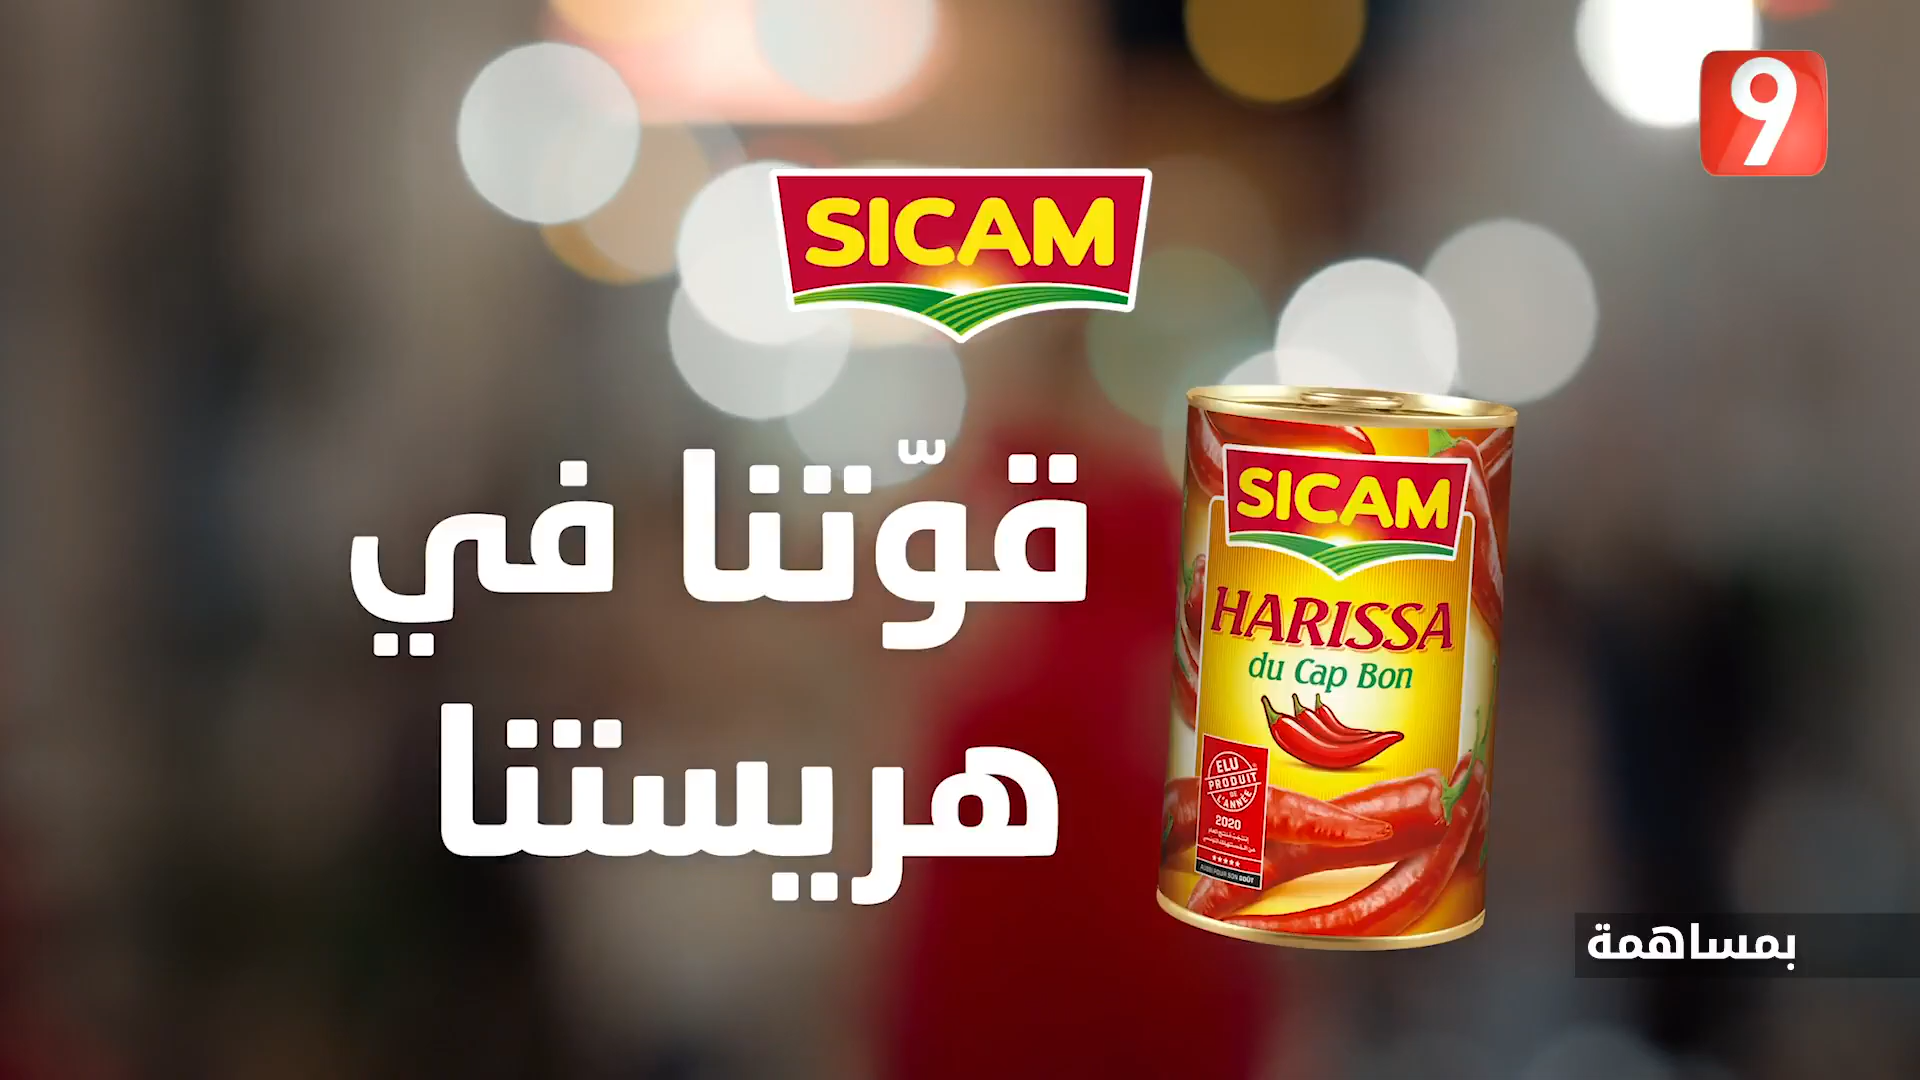 9
SICAM
قوّتنا في
هريستنا
SICAM
HARISSA
du Cap Bon
ELU
PRODUIT
DE
L'ANNÉE
2020
بمساهمة